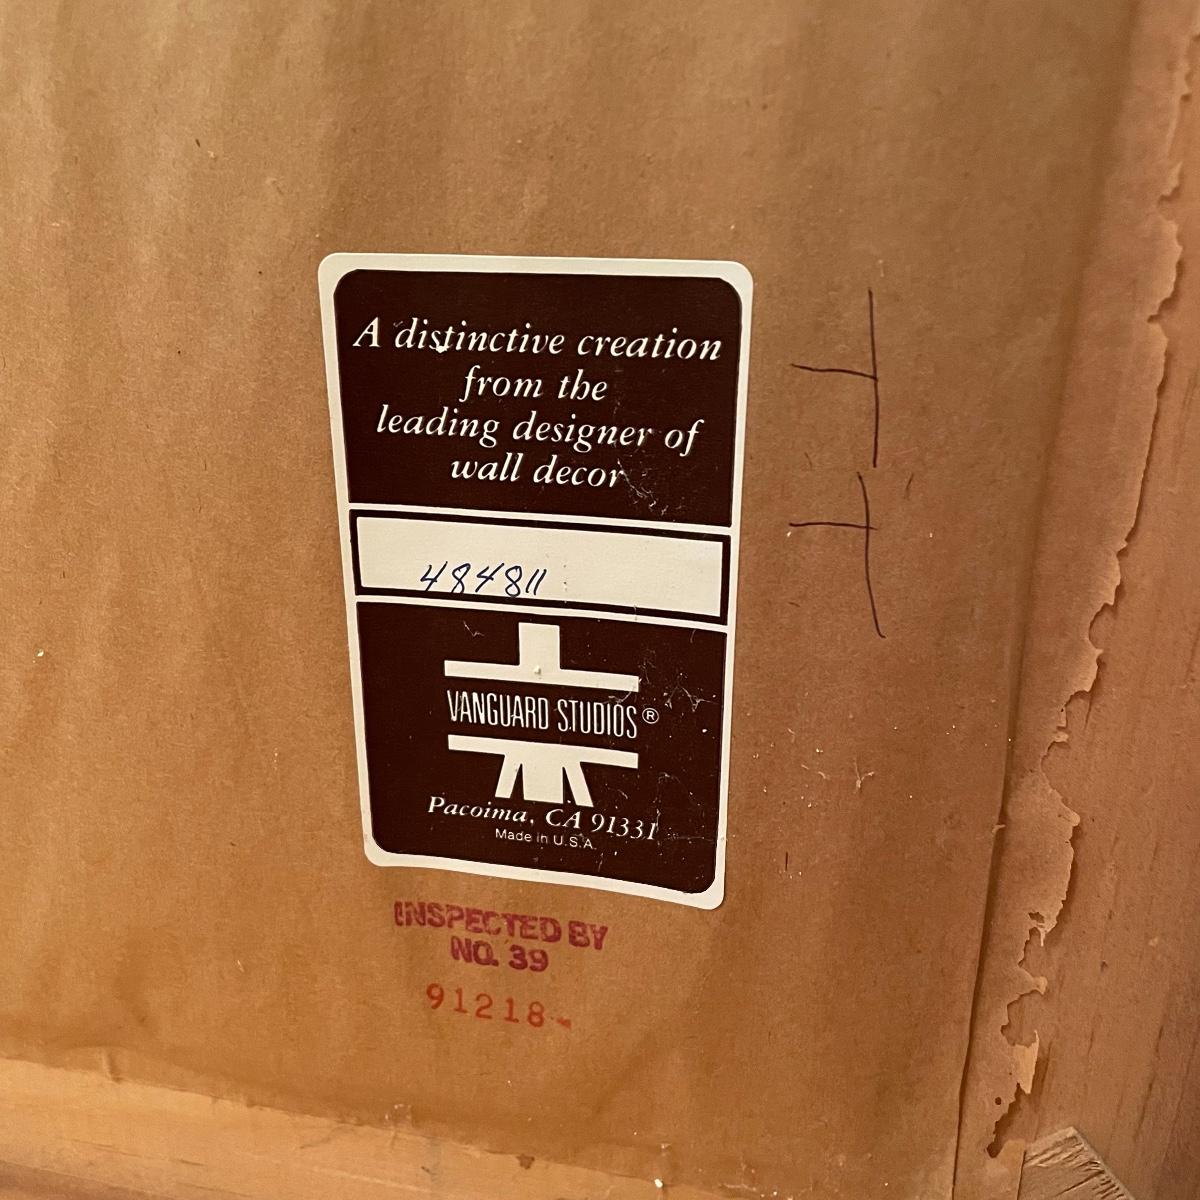 A distinctive creation
from the
leading designer of
wall decor
484811
VANGUARD STUDIOS®
Pacoima, CA 91331
Made in U.S.A.
INSPECTED BY
NO. 39
91218